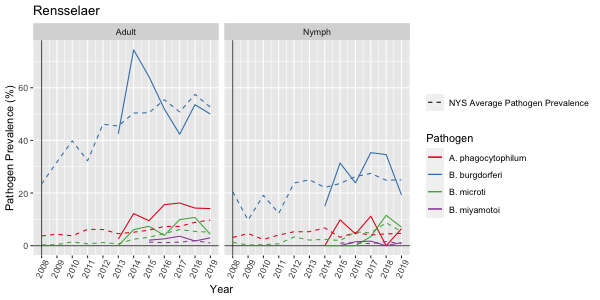 Rensselaer
Adult
Nymph
Pathogen Prevalence (%)
60
40
20
0
2008 2009 2010 2011 2012 2013 2014 2015 2016 2017 2018 2019
2008 2009 2010 2011 2012 2013 2014 2015 2016 2017 2018 2019
Year
NYS Average Pathogen Prevalence
Pathogen
A. phagocytophilum
B. burgdorferi
B. microti
B. miyamotoi